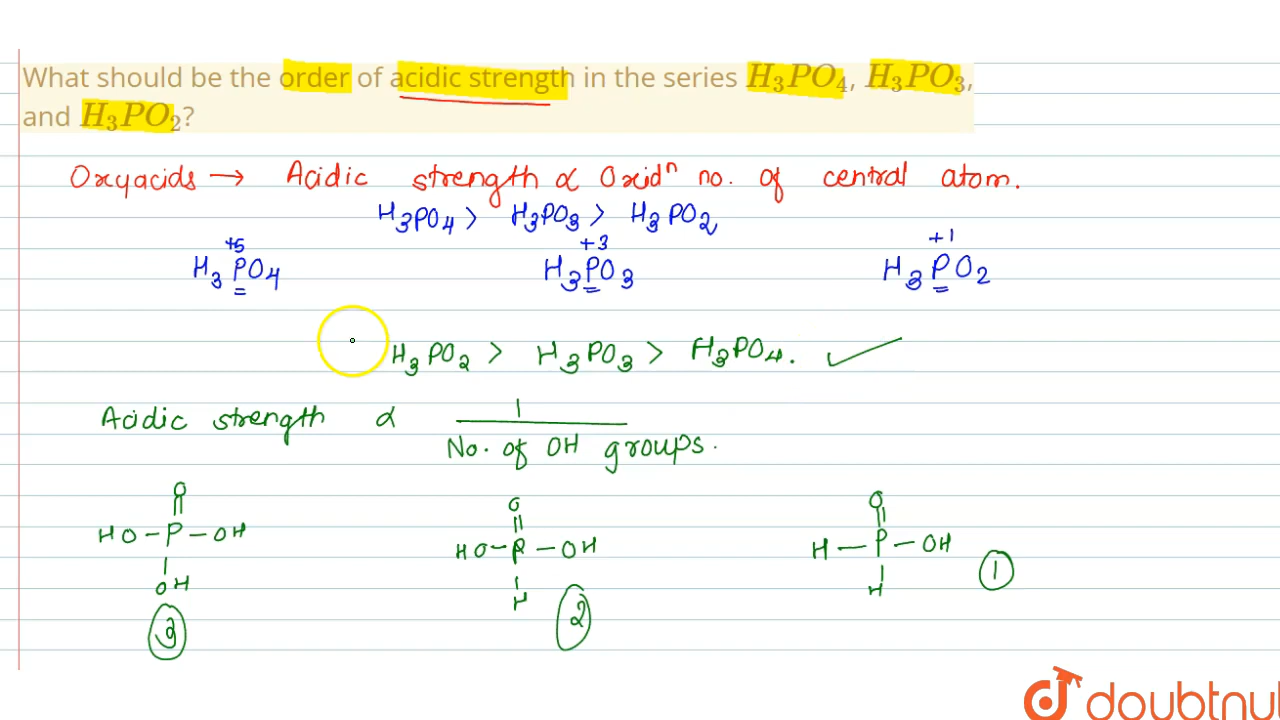 What should be the order of acidic strength in the series H₃PO₄, H₃PO₃,
and H₃PO₂?
Oxyacids → Acidic strength ∝ Oxidⁿ no. of central atom.
H₃PO₄ > H₃PO₃ > H₃PO₂
+5 +3 +1
H₃PO₄ H₃PO₃ H₃PO₂
H₃PO₂ > H₃PO₃ > H₃PO₄. ✓
Acidic strength ∝ 1
No. of OH groups.
O O O
HO-P-OH HO-P-OH H-P-OH
OH H H
3 2 1
doubtnut